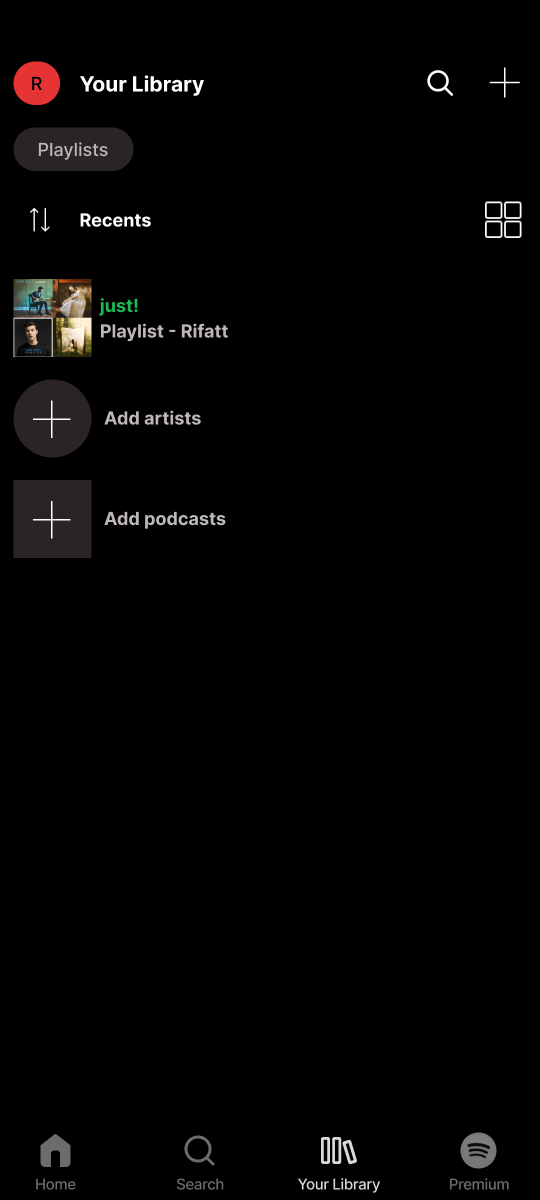 R
Your Library
Playlists
Recents
just!
Playlist - Rifatt
Add artists
Add podcasts
Home
Search
Your Library
Premium